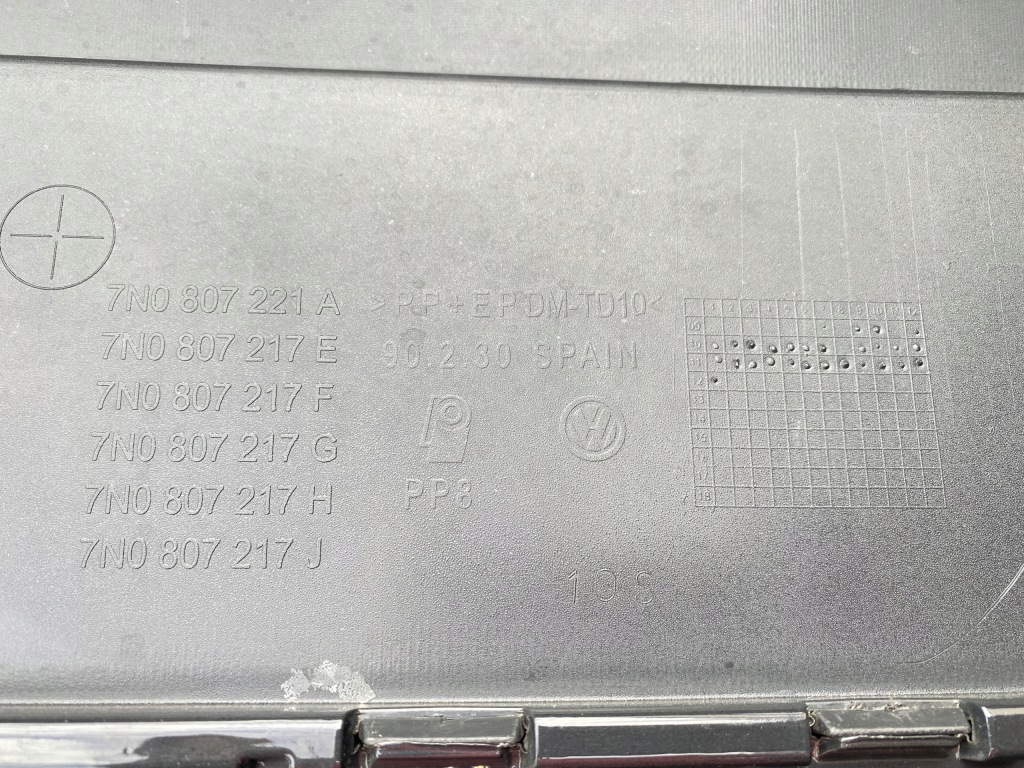 7N0 807 221 A
7N0 807 217 E
7N0 807 217 F
7N0 807 217 G
7N0 807 217 H
7N0 807 217 J
>PP+EPDM-TD10<
90.2.30 SPAIN
PP8